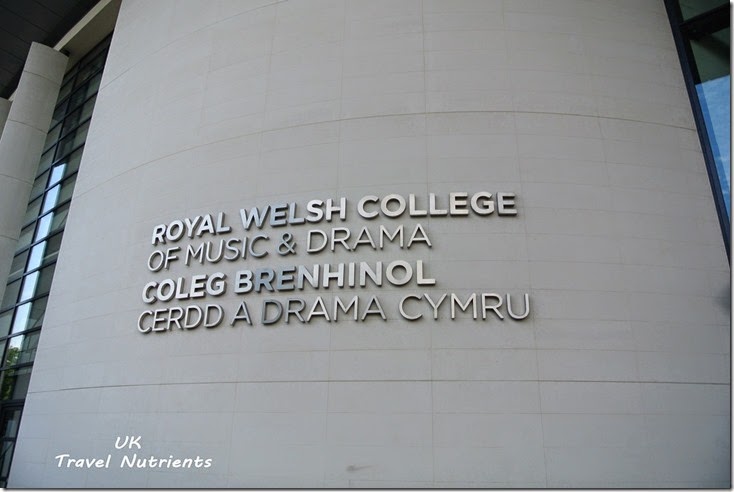 ROYAL WELSH COLLEGE
OF MUSIC & DRAMA
COLEG BRENHINOL
CERDD A DRAMA CYMRU
UK
Travel Nutrients